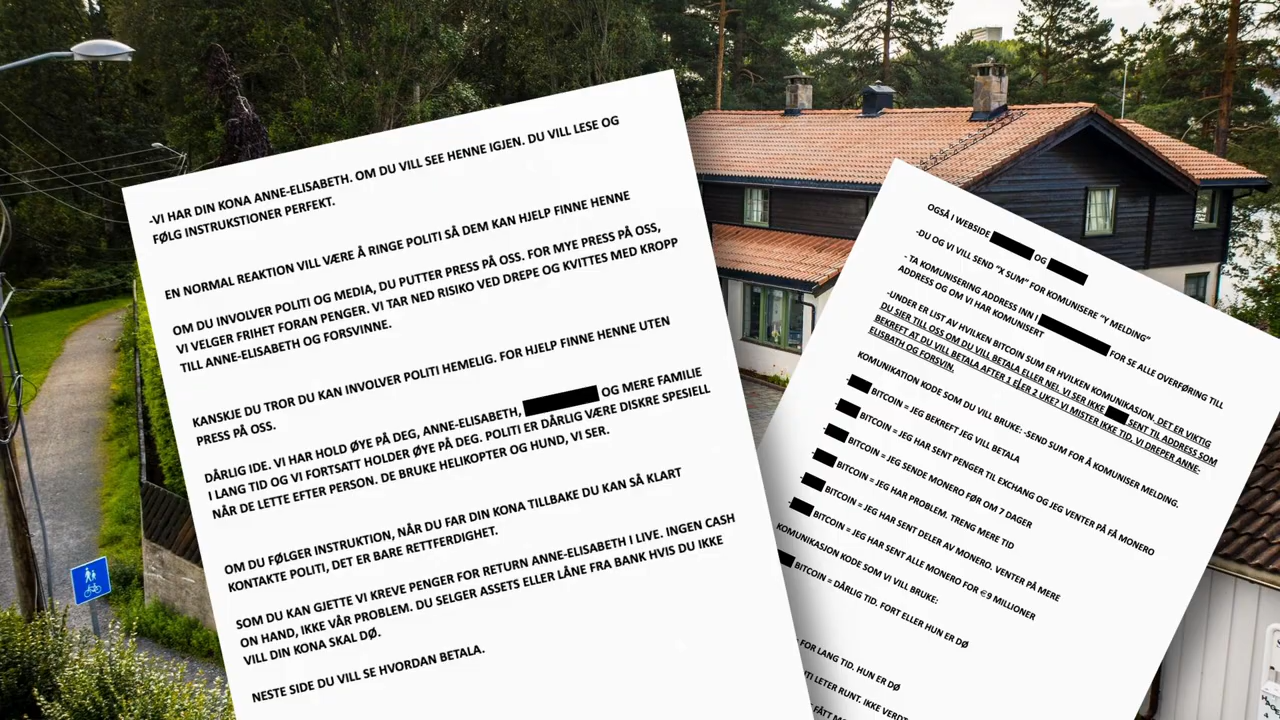 -VI HAR DIN KONA ANNE-ELISABETH. OM DU VILL SEE HENNE IGJEN. DU VILL LESE OG
FØLG INSTRUKSTIONER PERFEKT.
EN NORMAL REAKTION VILL VÆRE Å RINGE POLITI SÅ DEM KAN HJELP FINNE HENNE
OM DU INVOLVER POLITI OG MEDIA, DU PUTTER PRESS PÅ OSS. FOR MYE PRESS PÅ OSS,
VI VELGER FRIHET FORAN PENGER. VI TAR NED RISIKO VED DREPE OG KVITTES MED KROPP
TILL ANNE-ELISABETH OG FORSVINNE.
KANSKJE DU TROR DU KAN INVOLVER POLITI HEMELIG. FOR HJELP FINNE HENNE UTEN
PRESS PÅ OSS.
DÅRLIG IDE. VI HAR HOLD ØYE PÅ DEG, ANNE-ELISABETH, OG MERE FAMILIE
I LANG TID OG VI FORTSATT HOLDER ØYE PÅ DEG. POLITI ER DÅRLIG VÆRE DISKRE SPESIELL
NÅR DE LETTE EFTER PERSON. DE BRUKE HELIKOPTER OG HUND, VI SER.
OM DU FØLGER INSTRUKTION, NÅR DU FAR DIN KONA TILLBAKE DU KAN SÅ KLART
KONTAKTE POLITI, DET ER BARE RETTFERDIGHET.
SOM DU KAN GJETTE VI KREVE PENGER FOR RETURN ANNE-ELISABETH I LIVE. INGEN CASH
ON HAND, IKKE VÅR PROBLEM. DU SELGER ASSETS ELLER LÅNE FRA BANK HVIS DU IKKE
VILL DIN KONA SKAL DØ.
NESTE SIDE DU VILL SE HVORDAN BETALA.
OGSÅ I WEBSIDE OG
-DU OG VI VILL SEND "X SUM" FOR KOMUNISERE "Y MELDING"
- TA KOMUNISERING ADDRESS INN I FOR SE ALLE OVERFØRING TILL
ADDRESS OG OM VI HAR KOMUNISERT
-UNDER ER LIST AV HVILKEN BITCOIN SUM ER HVILKEN KOMUNIKASJON. DET ER VIKTIG
DU SIER TILL OSS OM DU VILL BETALA ELLER NEI. VI SER IKKE SENT TIL ADDRESS SOM
BEKREFT AT DU VILL BETALA AFTER 1 ELER 2 UKE? VI MISTER IKKE TID. VI DREPER ANNE-
ELISBATH OG FORSVIN.
KOMUNIKATION KODE SOM DU VILL BRUKE: -SEND SUM FOR Å KOMUNISER MELDING.
BITCOIN = JEG BEKREFT JEG VILL BETALA
BITCOIN = JEG HAR SENT PENGER TIL EXCHANG OG JEG VENTER PÅ FÅ MONERO
BITCOIN = JEG SENDE MONERO FØR OM 7 DAGER
BITCOIN = JEG HAR PROBLEM. TRENG MERE TID
BITCOIN = JEG HAR SENT DELER AV MONERO. VENTER PÅ MERE
BITCOIN = JEG HAR SENT ALLE MONERO FOR €9 MILLIONER
KOMUNIKASJON KODE SOM VI VILL BRUKE:
BITCOIN = DÅRLIG TID. FORT ELLER HUN ER DØ
FOR LANG TID. HUN ER DØ
LETER RUNT. IKKE